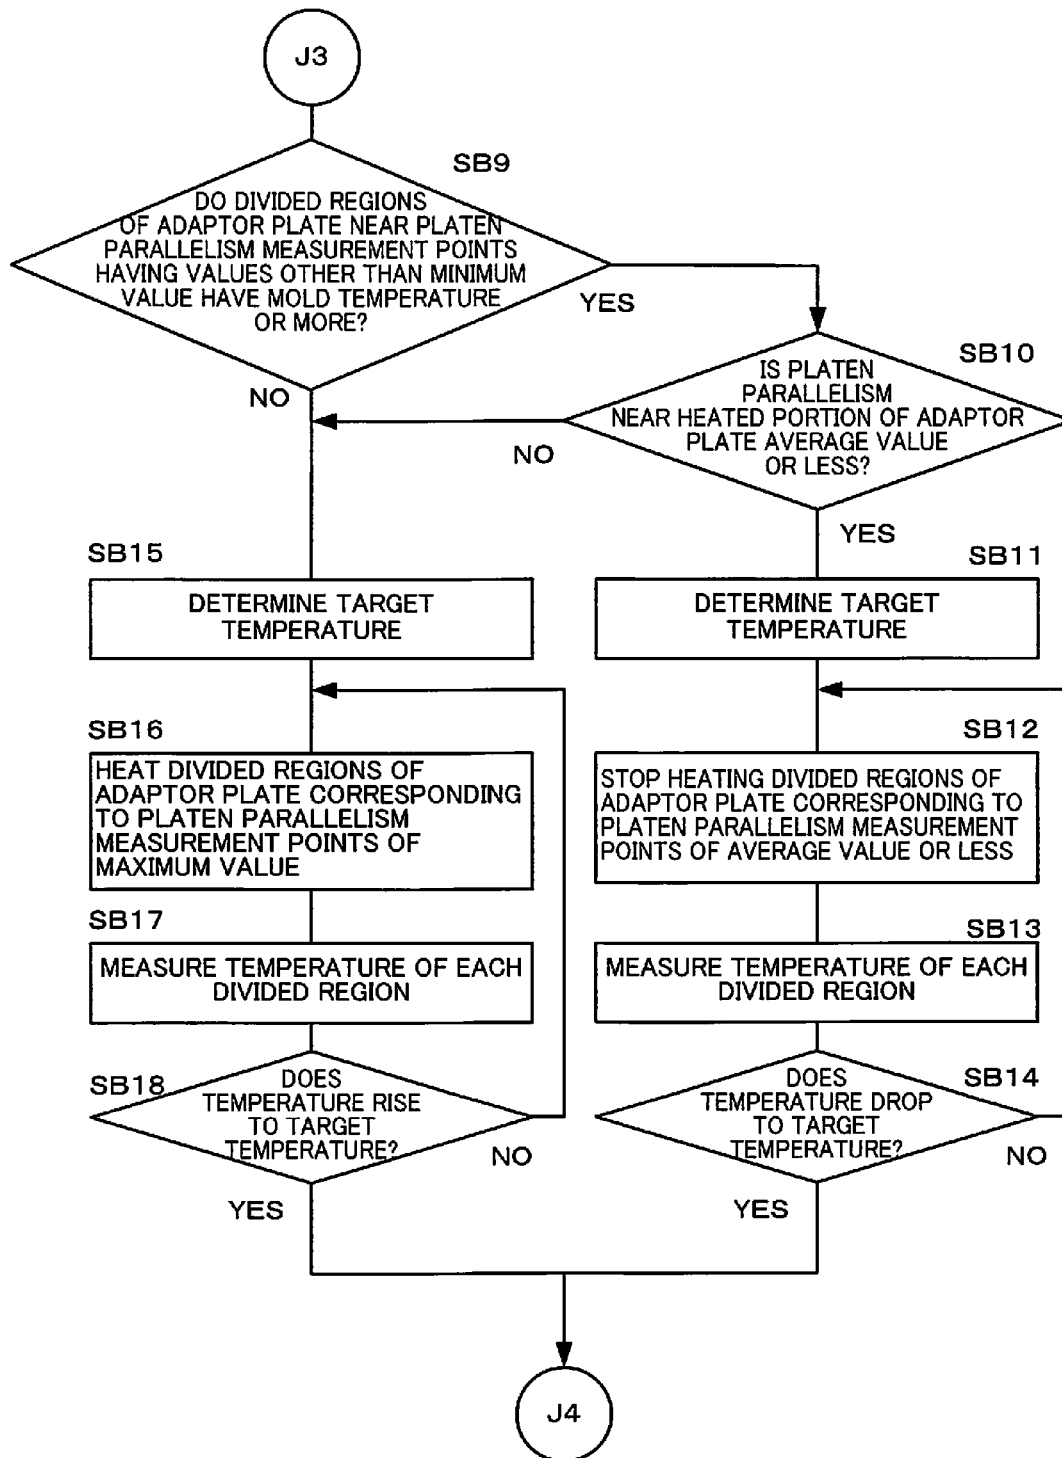 J3
SB9
DO DIVIDED REGIONS
OF ADAPTOR PLATE NEAR PLATEN
PARALLELISM MEASUREMENT POINTS
HAVING VALUES OTHER THAN MINIMUM
VALUE HAVE MOLD TEMPERATURE
OR MORE?
YES
NO
SB10
IS PLATEN
PARALLELISM
NEAR HEATED PORTION OF ADAPTOR
PLATE AVERAGE VALUE
OR LESS?
NO
YES
SB15
DETERMINE TARGET
TEMPERATURE
SB11
DETERMINE TARGET
TEMPERATURE
SB16
HEAT DIVIDED REGIONS OF
ADAPTOR PLATE CORRESPONDING
TO PLATEN PARALLELISM
MEASUREMENT POINTS OF
MAXIMUM VALUE
SB12
STOP HEATING DIVIDED REGIONS OF
ADAPTOR PLATE CORRESPONDING TO
PLATEN PARALLELISM MEASUREMENT
POINTS OF AVERAGE VALUE OR LESS
SB17
MEASURE TEMPERATURE OF EACH
DIVIDED REGION
SB13
MEASURE TEMPERATURE OF EACH
DIVIDED REGION
SB18
DOES
TEMPERATURE RISE
TO TARGET
TEMPERATURE?
NO
YES
SB14
DOES
TEMPERATURE DROP
TO TARGET
TEMPERATURE?
NO
YES
J4